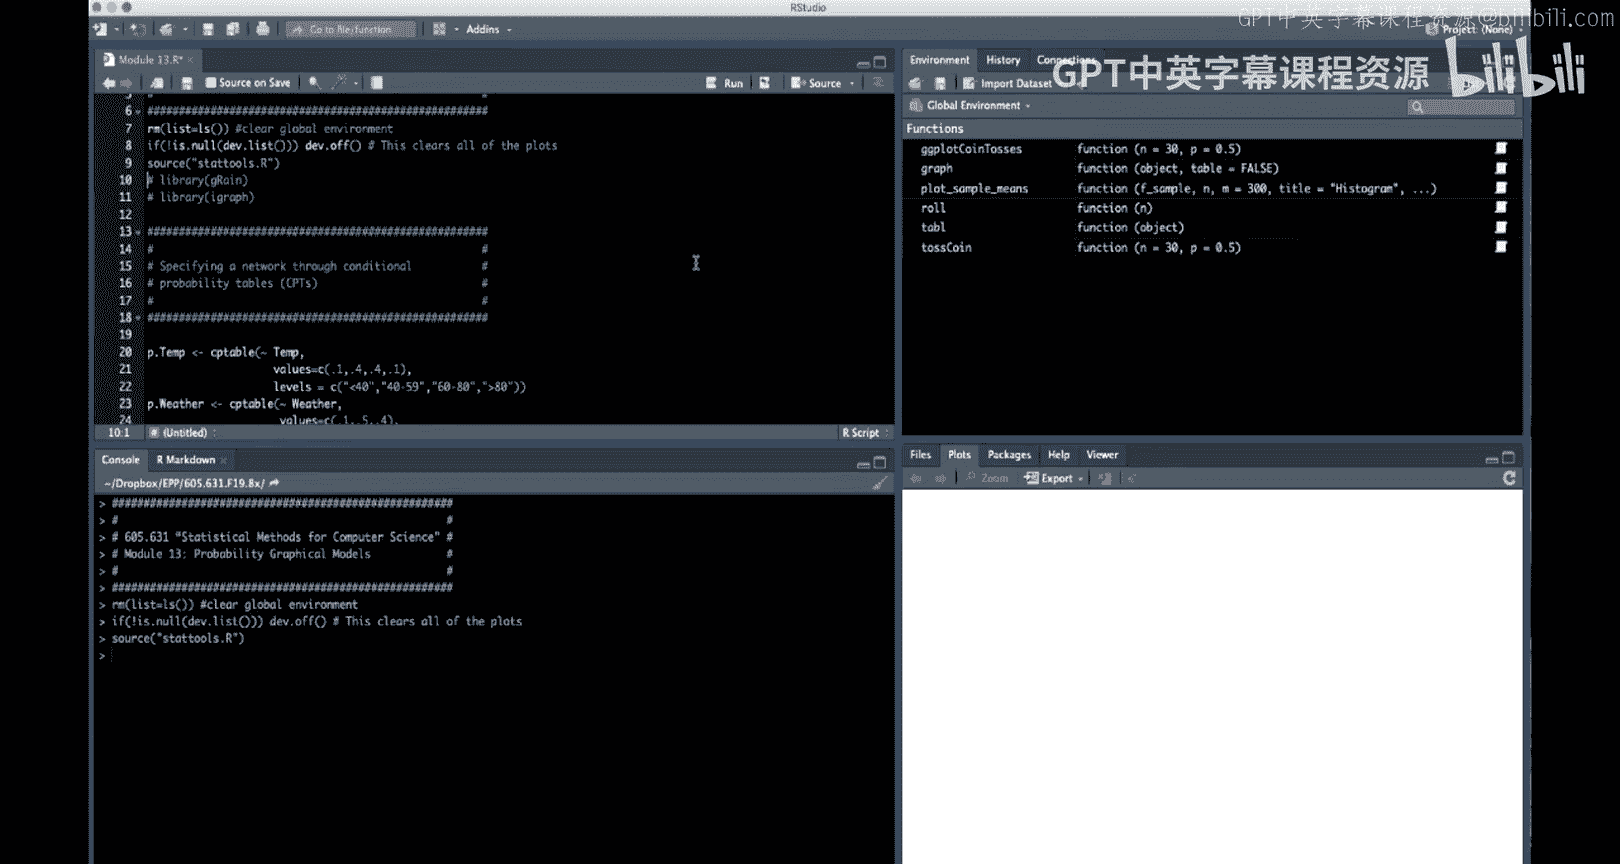 RStudio
GPT中英字幕课程资源@bilibili.com
Go to file/function
Addins
Project: (None)
Module 13.R*
Source on Save
Run
Source
6 ######################################################
7 rm(list=ls()) #clear global environment
8 if(!is.null(dev.list())) dev.off() # This clears all of the plots
9 source("stattools.R")
10 # library(gRain)
11 # library(igraph)
12
13 ######################################################
14 # #
15 # Specifying a network through conditional #
16 # probability tables (CPTs) #
17 # #
18 ######################################################
19
20 p.Temp <- cptable(~ Temp,
21 values=c(.1,.4,.4,.1),
22 levels = c("<40","40-59","60-80",">80"))
23 p.Weather <- cptable(~ Weather,
24 values=c(.1,.5,.4),
10:1 (Untitled) R Script
Console R Markdown
~/Dropbox/EPP/605.631.F19.8x/
> ######################################################
> # #
> # 605.631 "Statistical Methods for Computer Science" #
> # Module 13: Probability Graphical Models #
> # #
> ######################################################
> rm(list=ls()) #clear global environment
> if(!is.null(dev.list())) dev.off() # This clears all of the plots
> source("stattools.R")
>
Environment History Connections
GPT中英字幕课程资源 bilibili
Import Dataset
Global Environment
Functions
ggplotCoinTosses function (n = 30, p = 0.5)
graph function (object, table = FALSE)
plot_sample_means function (f_sample, n, m = 300, title = "Histogram", ...)
roll function (n)
tabl function (object)
tossCoin function (n = 30, p = 0.5)
Files Plots Packages Help Viewer
Zoom Export